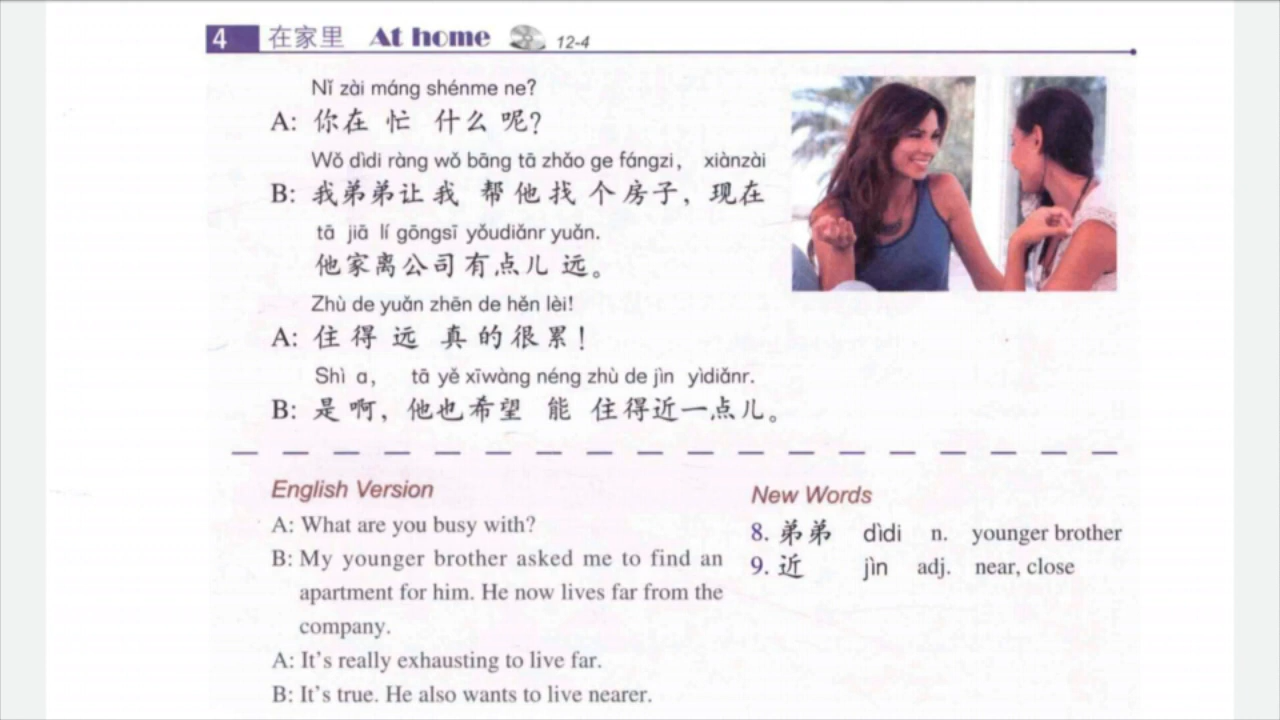 4 在家里 At home 12-4
Nǐ zài máng shénme ne?
A: 你在 忙 什么 呢?
Wǒ dìdi ràng wǒ bāng tā zhǎo ge fángzi, xiànzài
B: 我弟弟让我 帮他找 个房子, 现在
tā jiā lí gōngsī yǒudiǎnr yuǎn.
他家离公司有点儿 远。
Zhù de yuǎn zhēn de hěn lèi!
A: 住 得 远 真 的很 累!
Shì a, tā yě xīwàng néng zhù de jìn yìdiǎnr.
B: 是 啊, 他也希望 能 住得近一点儿。
English Version
A: What are you busy with?
B: My younger brother asked me to find an
apartment for him. He now lives far from the
company.
A: It's really exhausting to live far.
B: It's true. He also wants to live nearer.
New Words
8. 弟弟 dìdi n. younger brother
9. 近 jìn adj. near, close